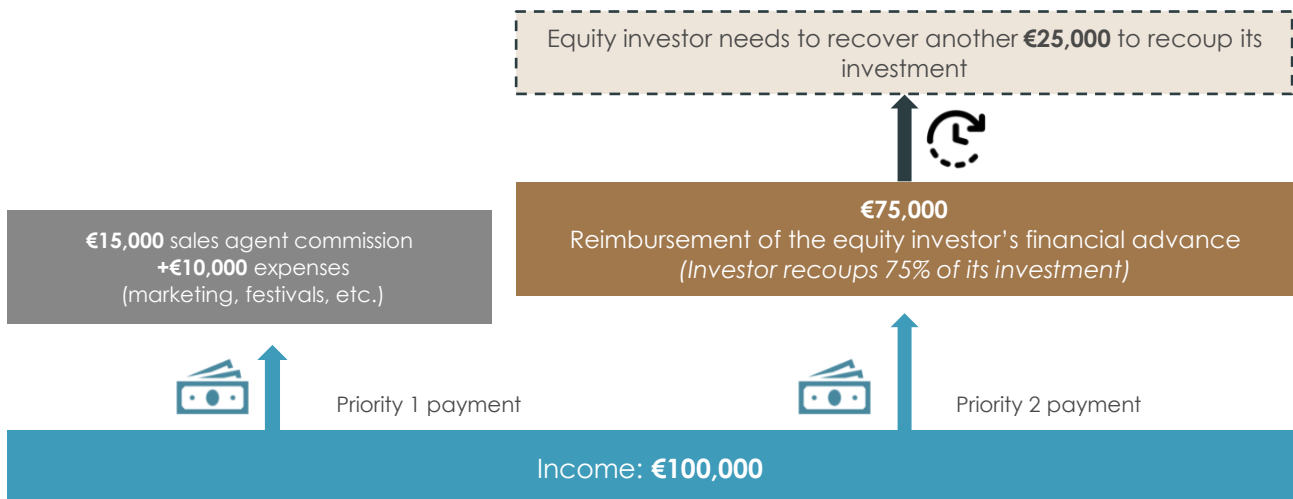 Equity investor needs to recover another €25,000 to recoup its
investment
€15,000 sales agent commission
+€10,000 expenses
(marketing, festivals, etc.)
€75,000
Reimbursement of the equity investor’s financial advance
(Investor recoups 75% of its investment)
Priority 1 payment
Priority 2 payment
Income: €100,000